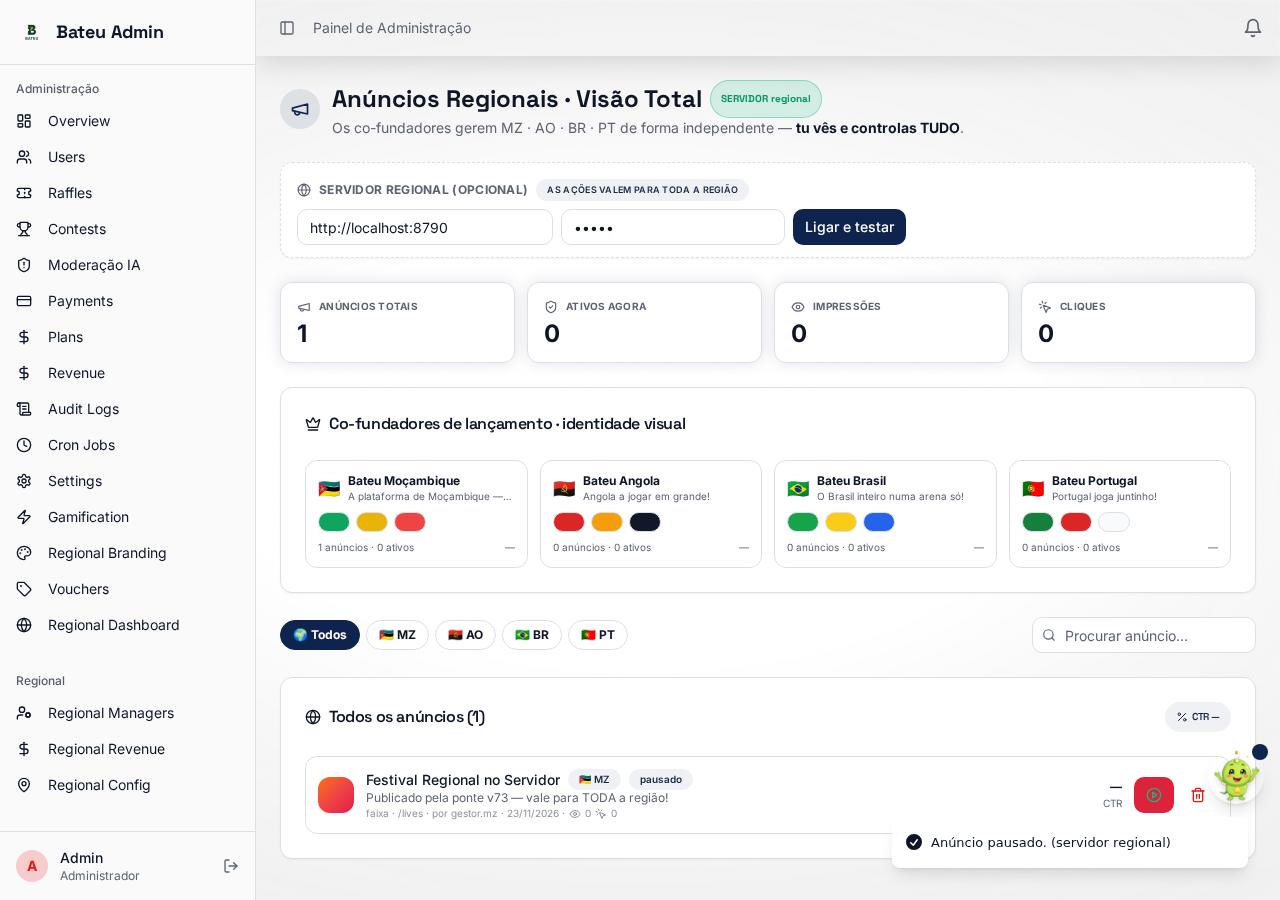 Bateu Admin
Painel de Administração
Administração
Overview
Users
Raffles
Contests
Moderação IA
Payments
Plans
Revenue
Audit Logs
Cron Jobs
Settings
Gamification
Regional Branding
Vouchers
Regional Dashboard
Regional
Regional Managers
Regional Revenue
Regional Config
A
Admin
Administrador
Anúncios Regionais · Visão Total
SERVIDOR regional
Os co-fundadores gerem MZ · AO · BR · PT de forma independente — tu vês e controlas TUDO.
SERVIDOR REGIONAL (OPCIONAL)
AS AÇÕES VALEM PARA TODA A REGIÃO
http://localhost:8790
•••••
Ligar e testar
ANÚNCIOS TOTAIS
1
ATIVOS AGORA
0
IMPRESSÕES
0
CLIQUES
0
Co-fundadores de lançamento · identidade visual
Bateu Moçambique
A plataforma de Moçambique —...
1 anúncios · 0 ativos
—
Bateu Angola
Angola a jogar em grande!
0 anúncios · 0 ativos
—
Bateu Brasil
O Brasil inteiro numa arena só!
0 anúncios · 0 ativos
—
Bateu Portugal
Portugal joga juntinho!
0 anúncios · 0 ativos
—
Todos
MZ
AO
BR
PT
Procurar anúncio...
Todos os anúncios (1)
CTR —
Festival Regional no Servidor
MZ
pausado
Publicado pela ponte v73 — vale para TODA a região!
faixa · /lives · por gestor.mz · 23/11/2026 · 0 0
—
CTR
Anúncio pausado. (servidor regional)